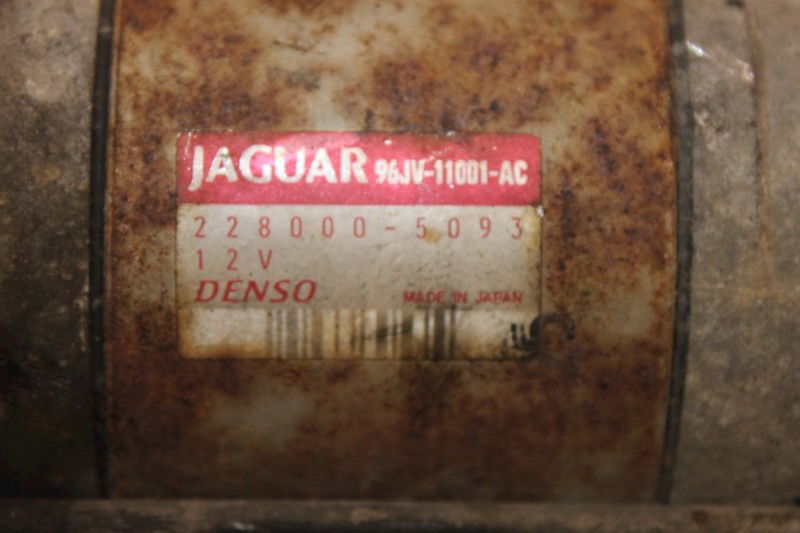 JAGUAR 96JV-11001-AC
228000-5093
12V
DENSO MADE IN JAPAN